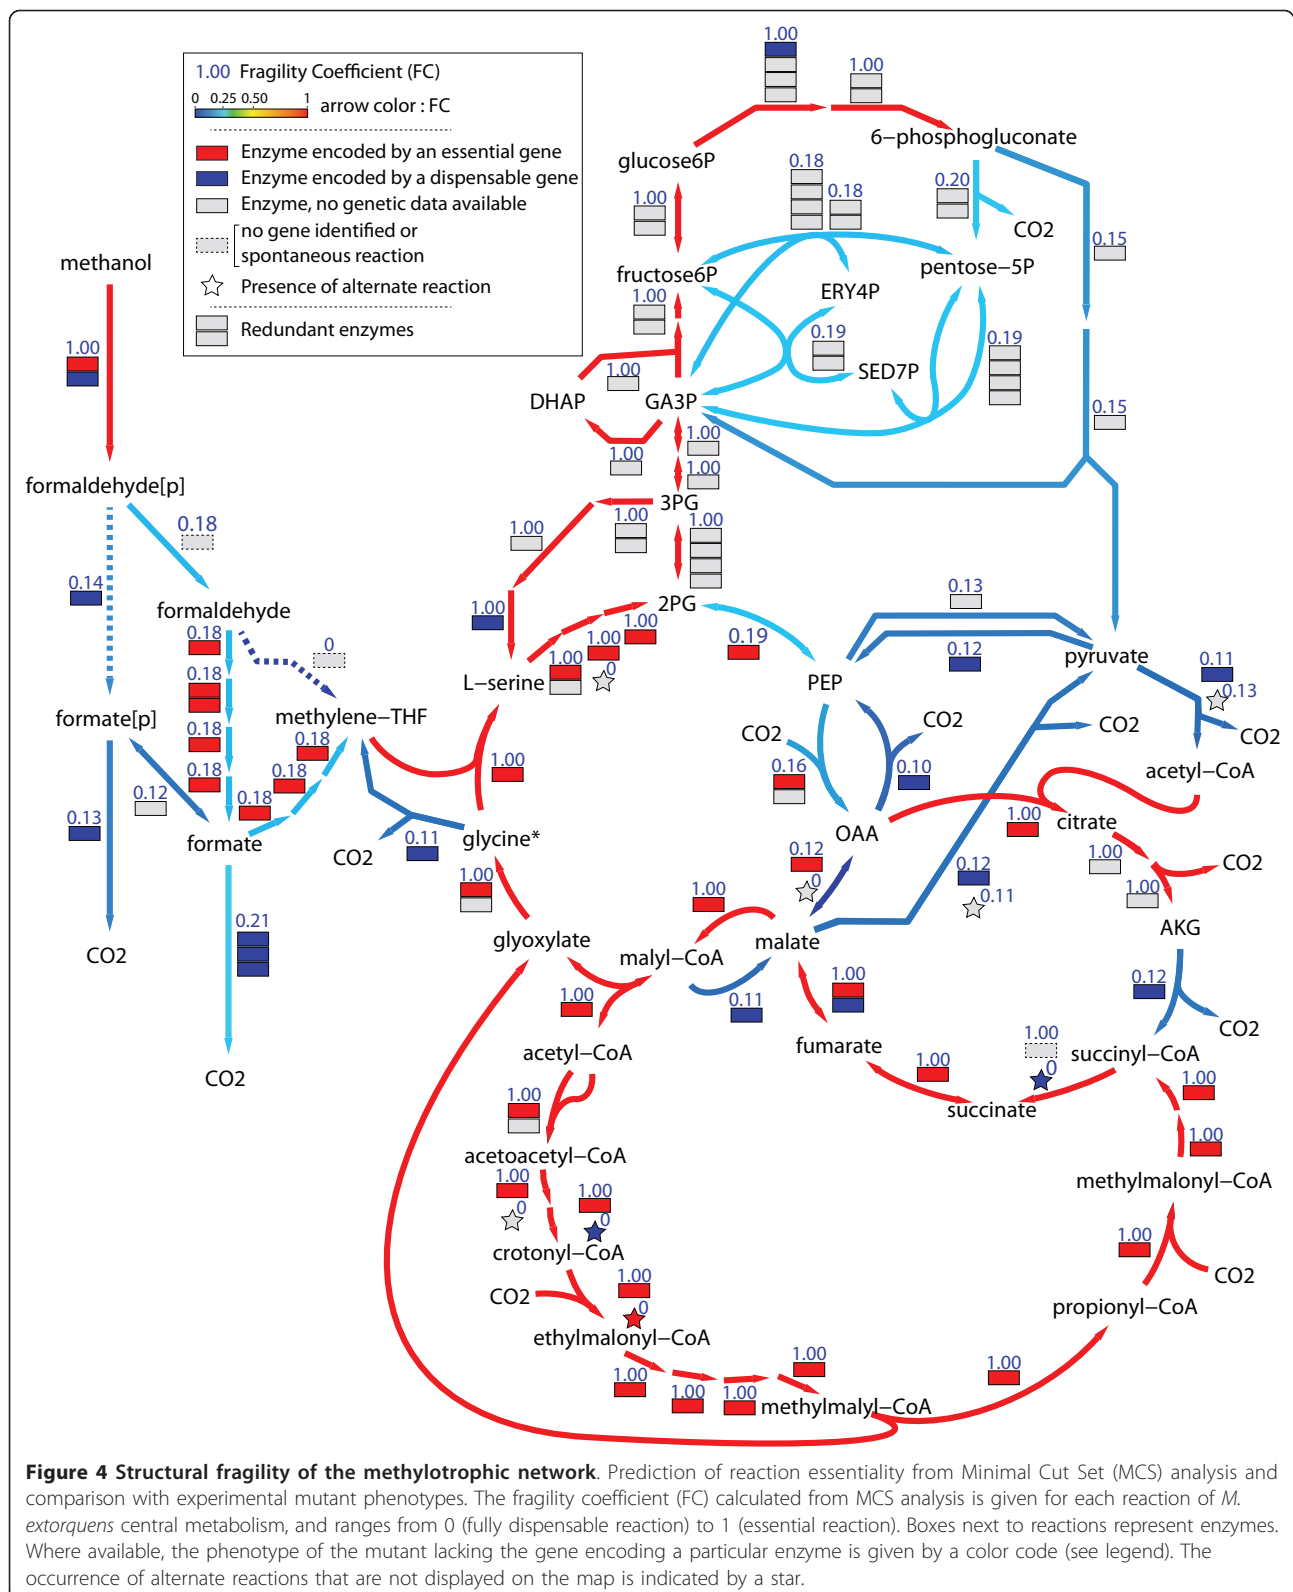 1.00 Fragility Coefficient (FC)
0 0.25 0.50 1
arrow color : FC
Enzyme encoded by an essential gene
Enzyme encoded by a dispensable gene
Enzyme, no genetic data available
no gene identified or
spontaneous reaction
Presence of alternate reaction
Redundant enzymes
1.00
1.00
6−phosphogluconate
glucose6P
0.18
0.18
0.20
1.00
CO2
0.15
methanol
fructose6P
pentose−5P
ERY4P
1.00
0.19
0.19
1.00
1.00
SED7P
DHAP
GA3P
0.15
1.00
1.00
1.00
formaldehyde[p]
3PG
0.18
1.00
1.00
1.00
0.14
0.13
formaldehyde
1.00
2PG
0.18
0
1.00
1.00
0.19
0.12
pyruvate
1.00
0
0.11
0.13
0.18
L−serine
PEP
formate[p]
methylene−THF
CO2
CO2
CO2
CO2
0.18
0.18
1.00
0.16
0.10
acetyl−CoA
0.18
0.18
0.12
0.18
0.13
1.00
citrate
formate
glycine*
OAA
CO2
0.11
0.12
0
0.12
0.11
1.00
CO2
1.00
1.00
1.00
AKG
CO2
glyoxylate
malyl−CoA
malate
0.21
1.00
0.11
1.00
0.12
CO2
acetyl−CoA
fumarate
1.00
0
succinyl−CoA
CO2
1.00
1.00
1.00
succinate
acetoacetyl−CoA
1.00
1.00
0
1.00
0
methylmalonyl−CoA
crotonyl−CoA
1.00
CO2
1.00
0
CO2
propionyl−CoA
ethylmalonyl−CoA
1.00
1.00
1.00
1.00
1.00
methylmalyl−CoA
Figure 4 Structural fragility of the methylotrophic network. Prediction of reaction essentiality from Minimal Cut Set (MCS) analysis and
comparison with experimental mutant phenotypes. The fragility coefficient (FC) calculated from MCS analysis is given for each reaction of M.
extorquens central metabolism, and ranges from 0 (fully dispensable reaction) to 1 (essential reaction). Boxes next to reactions represent enzymes.
Where available, the phenotype of the mutant lacking the gene encoding a particular enzyme is given by a color code (see legend). The
occurrence of alternate reactions that are not displayed on the map is indicated by a star.